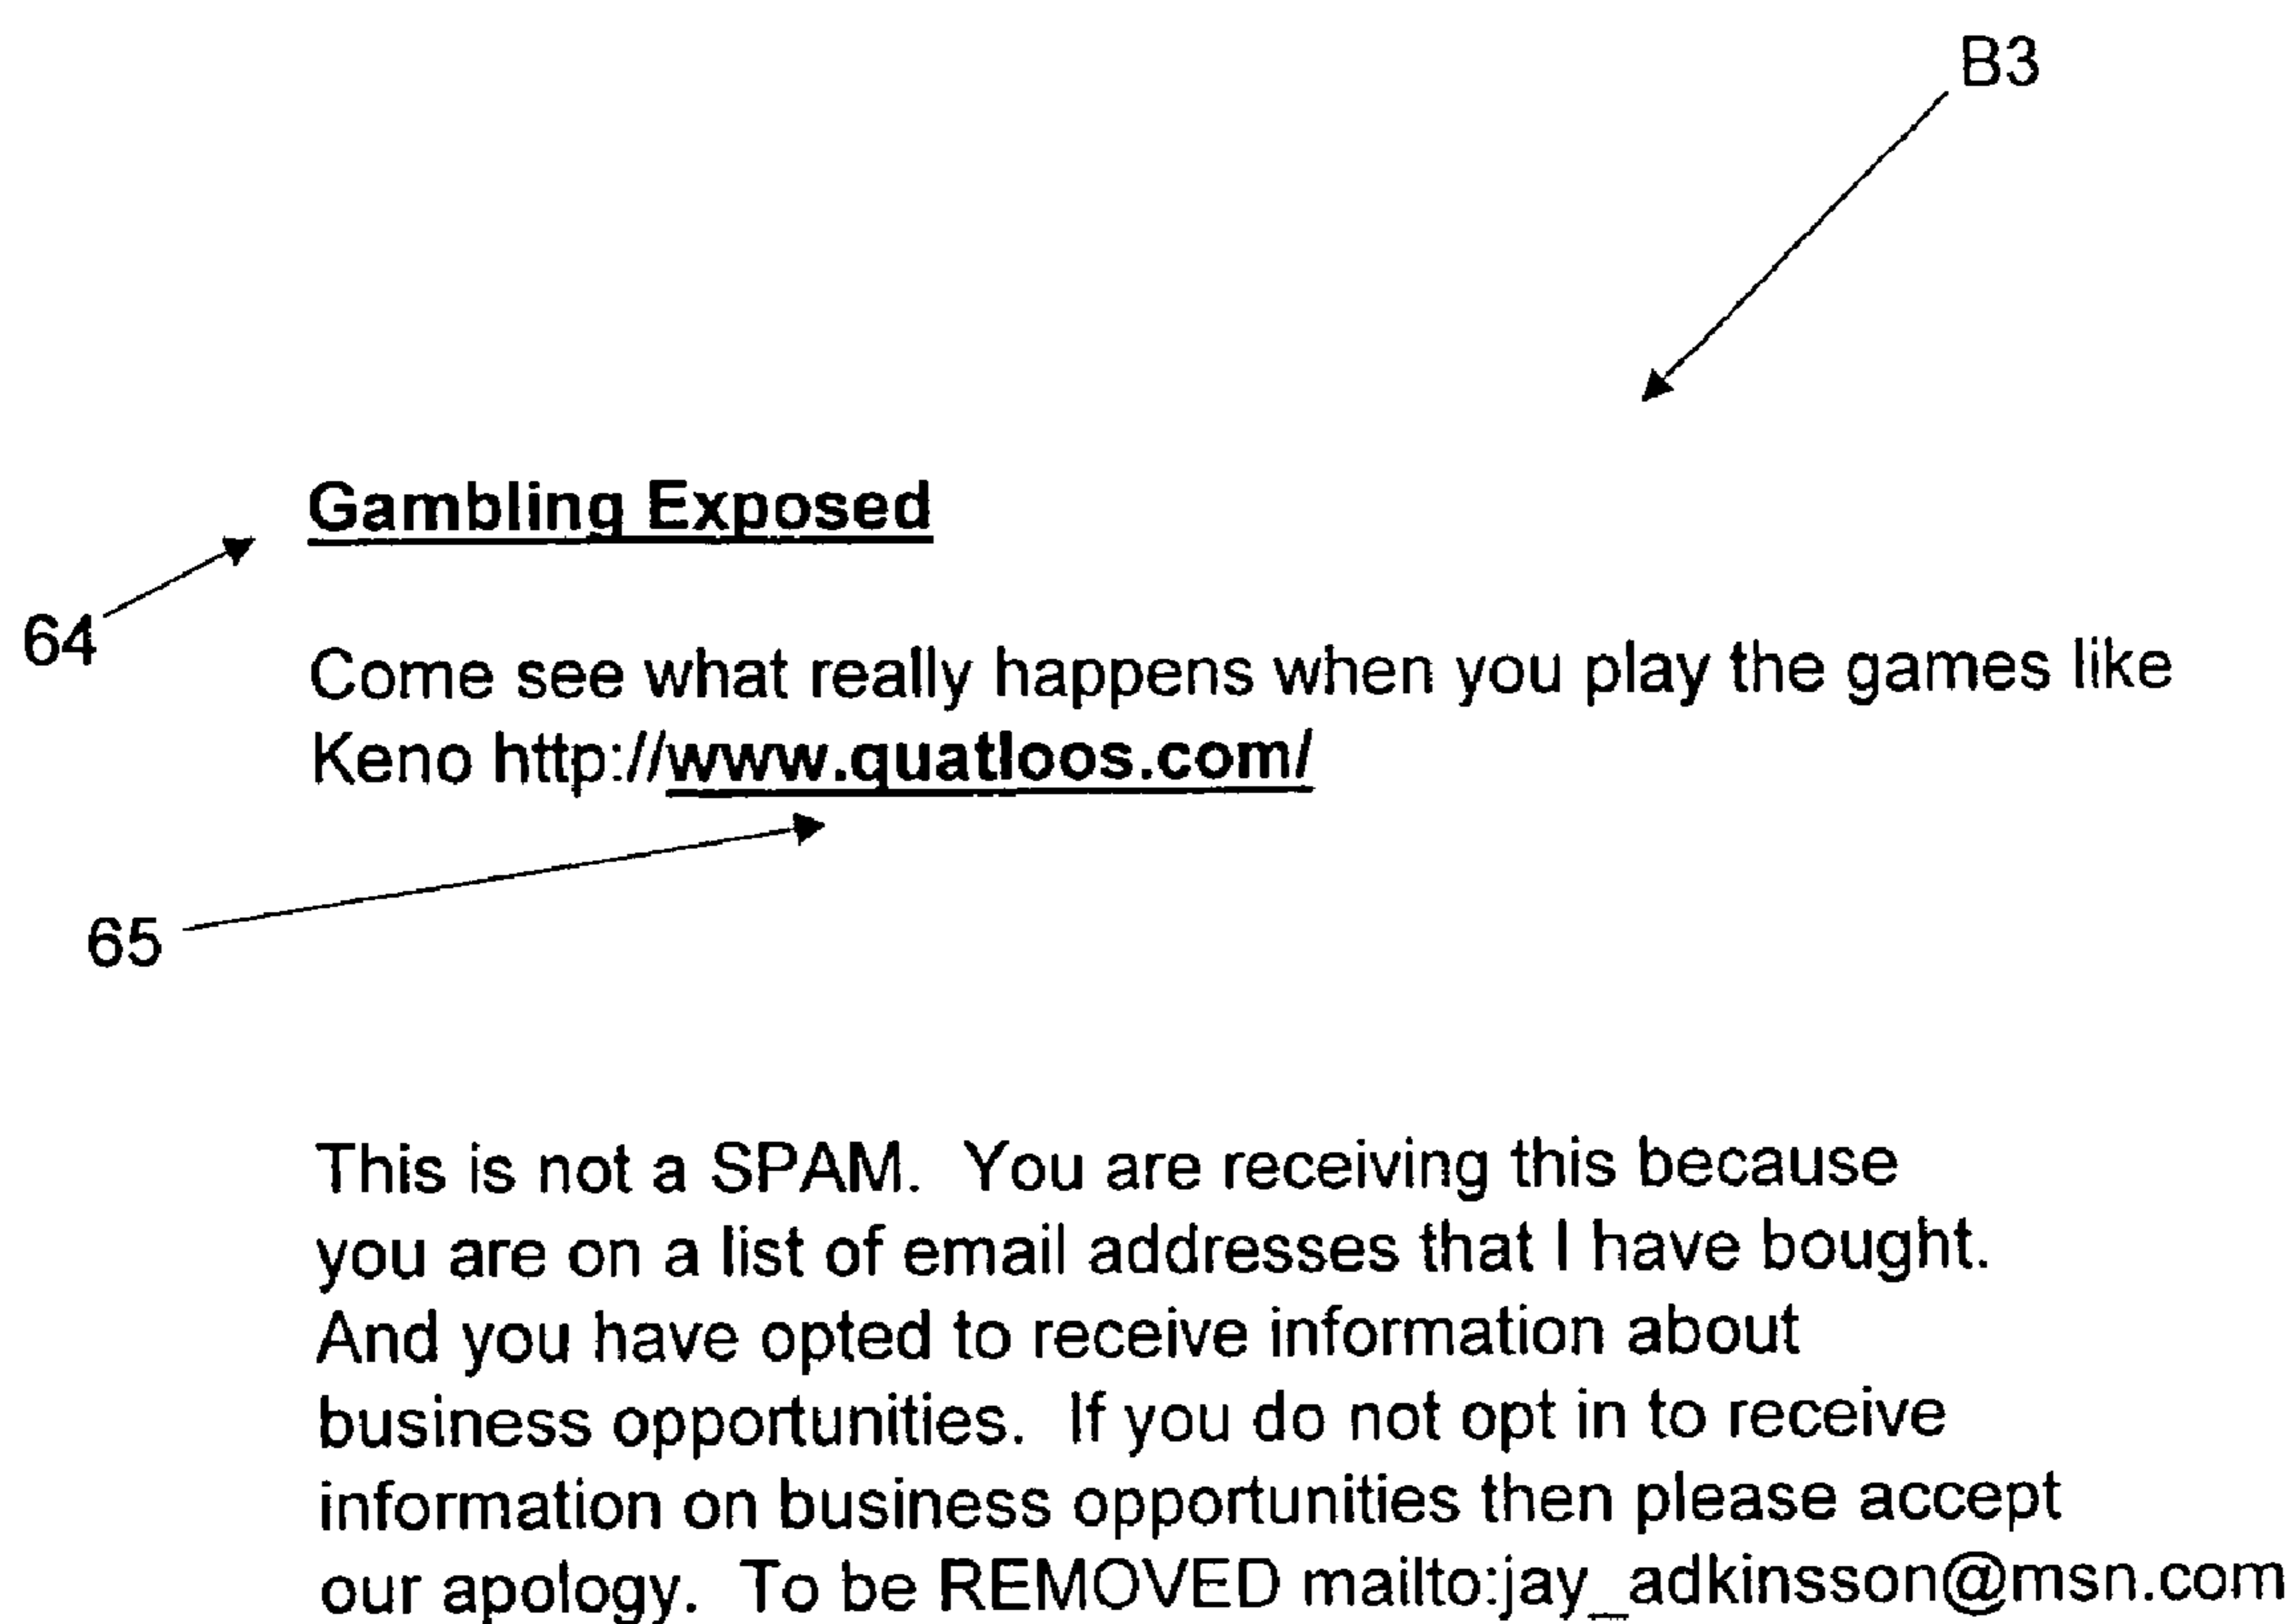 B3
Gambling Exposed
64
Come see what really happens when you play the games like
Keno http://www.quatloos.com/
65
This is not a SPAM.  You are receiving this because
you are on a list of email addresses that I have bought.
And you have opted to receive information about
business opportunities.  If you do not opt in to receive
information on business opportunities then please accept
our apology.  To be REMOVED mailto:jay_adkinsson@msn.com